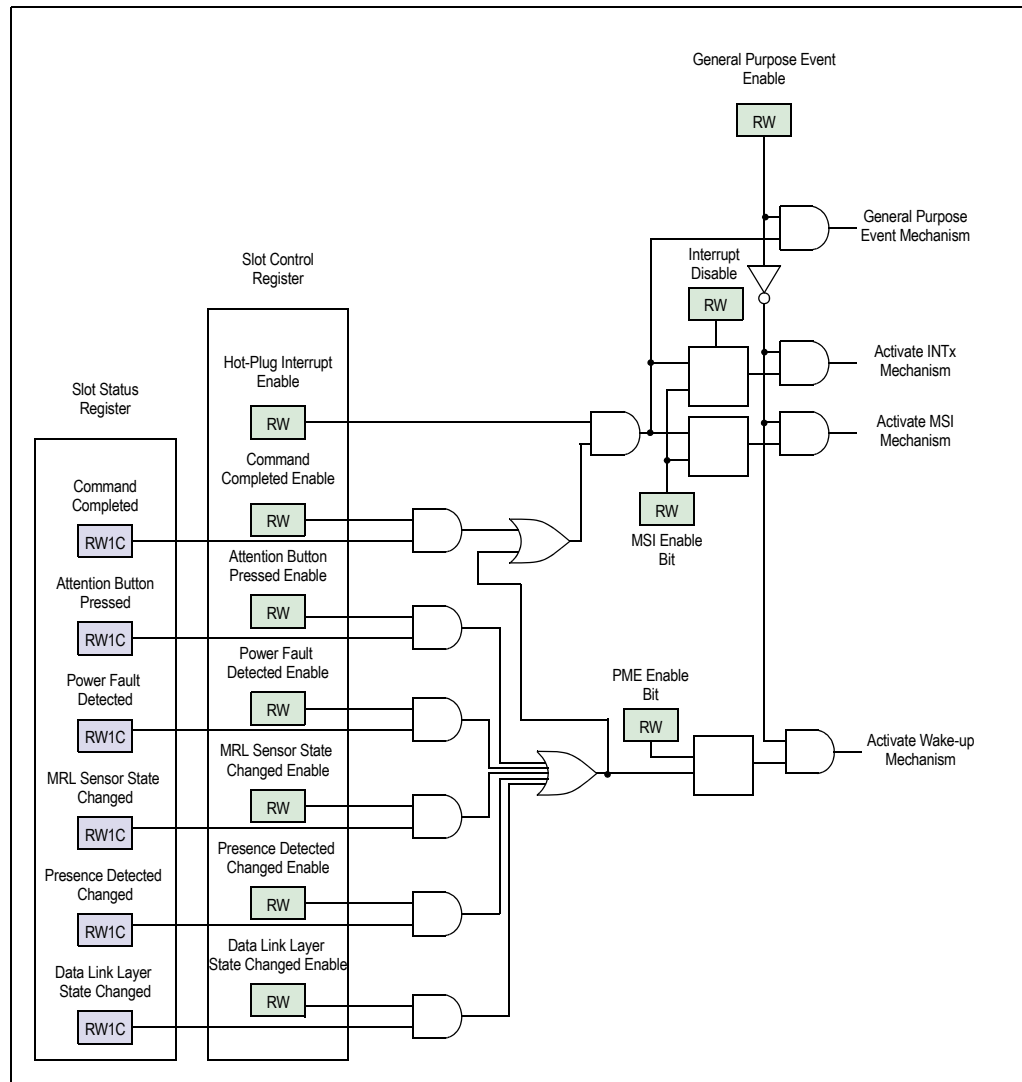 General Purpose Event
Enable
RW
General Purpose
Event Mechanism
Slot Control
Register
Interrupt
Disable
RW
Hot-Plug Interrupt
Enable
RW
Activate INTx
Mechanism
Slot Status
Register
Activate MSI
Mechanism
Command
Completed Enable
RW
Command
Completed
RW1C
RW
MSI Enable
Bit
Attention Button
Pressed Enable
RW
Attention Button
Pressed
RW1C
Power Fault
Detected Enable
RW
Power Fault
Detected
RW1C
PME Enable
Bit
RW
Activate Wake-up
Mechanism
MRL Sensor State
Changed Enable
RW
MRL Sensor State
Changed
RW1C
Presence Detected
Changed Enable
RW
Presence Detected
Changed
RW1C
Data Link Layer
State Changed Enable
RW
Data Link Layer
State Changed
RW1C